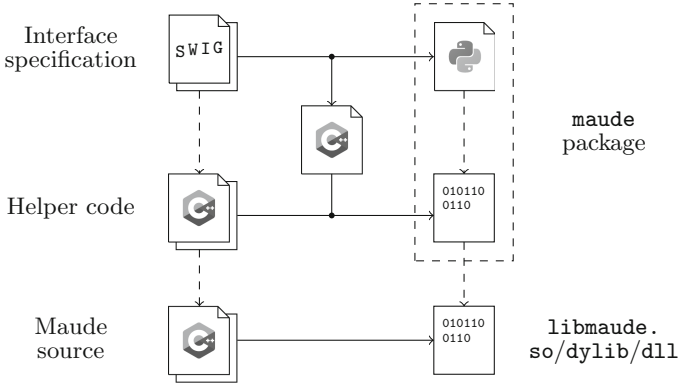 Interface
specification
SWIG
maude
package
C++
Helper code
C++
010110
0110
Maude
source
C++
010110
0110
libmaude.
so/dylib/dll